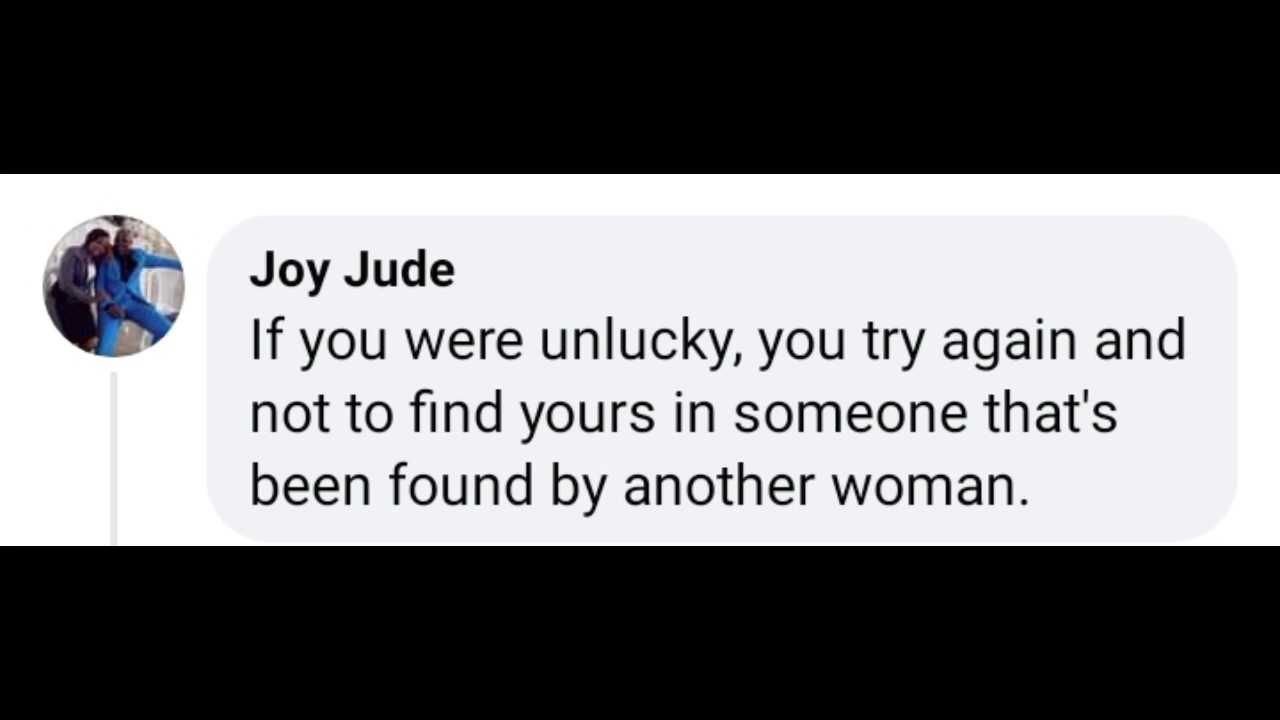 Joy Jude
If you were unlucky, you try again and
not to find yours in someone that's
been found by another woman.